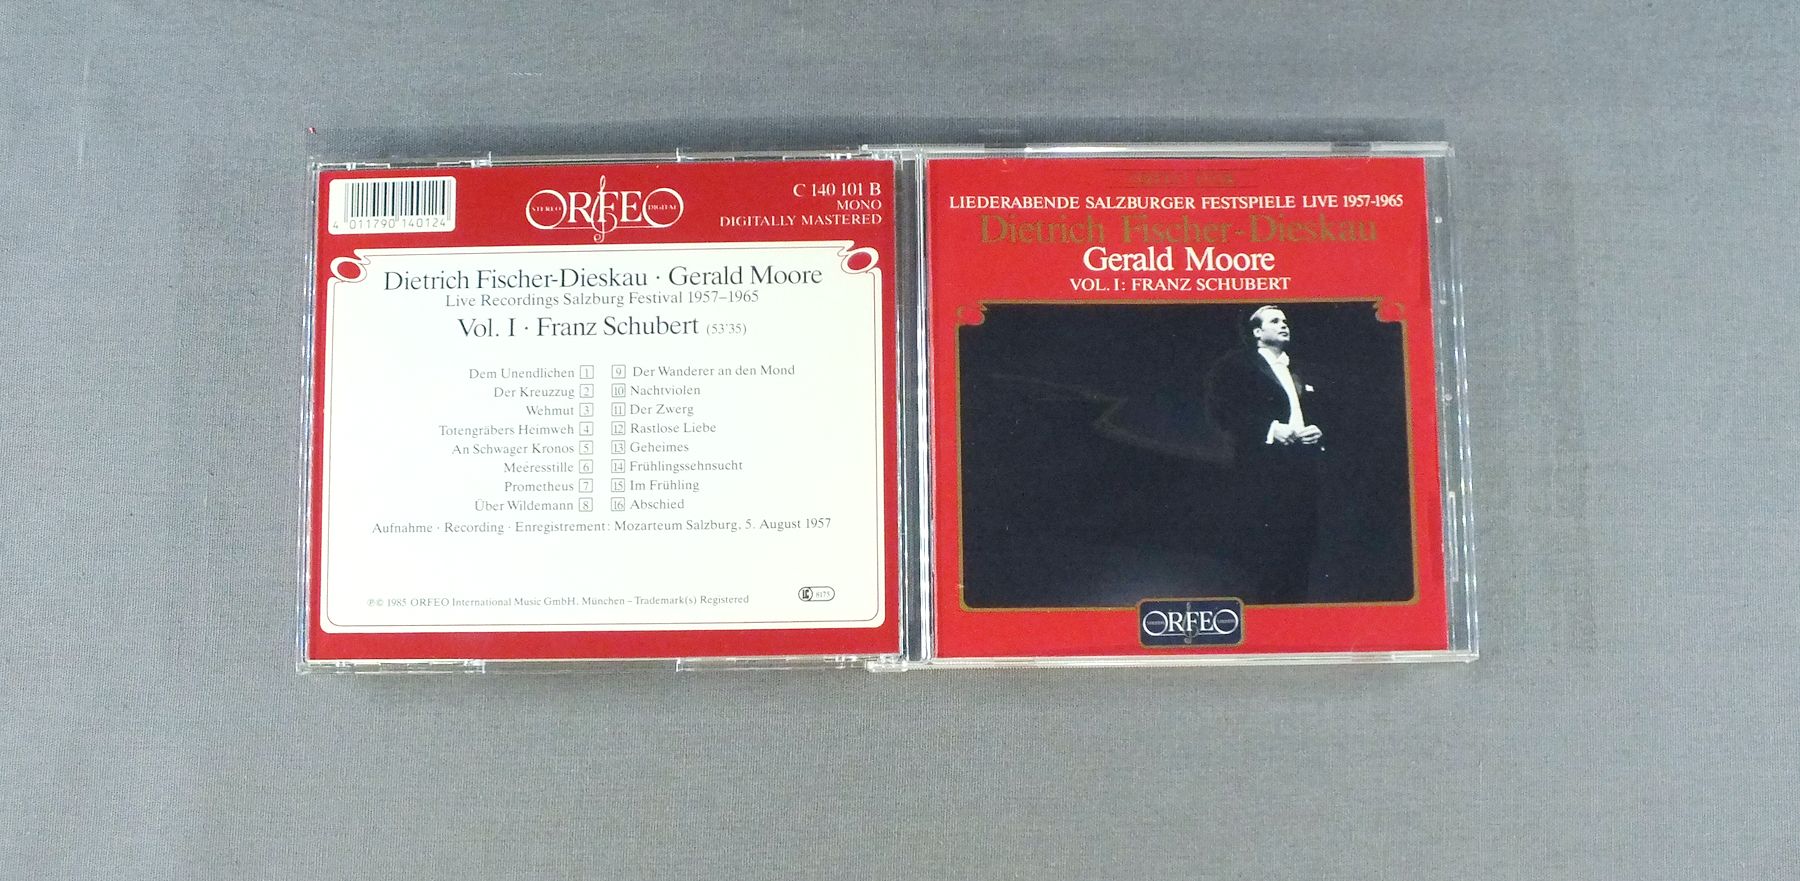 4 011790 140124
STEREO ORFEO DIGITAL
C 140 101 B
MONO
DIGITALLY MASTERED
Dietrich Fischer-Dieskau · Gerald Moore
Live Recordings Salzburg Festival 1957–1965
Vol. I · Franz Schubert (53'35)
Dem Unendlichen 1
Der Kreuzzug 2
Wehmut 3
Totengräbers Heimweh 4
An Schwager Kronos 5
Meeresstille 6
Prometheus 7
Über Wildemann 8
9 Der Wanderer an den Mond
10 Nachtviolen
11 Der Zwerg
12 Rastlose Liebe
13 Geheimes
14 Frühlingssehnsucht
15 Im Frühling
16 Abschied
Aufnahme · Recording · Enregistrement: Mozarteum Salzburg, 5. August 1957
℗© 1985 ORFEO International Music GmbH, München – Trademark(s) Registered
LC 8175
LIEDERABENDE SALZBURGER FESTSPIELE LIVE 1957-1965
Dietrich Fischer-Dieskau
Gerald Moore
VOL. I: FRANZ SCHUBERT
ORFEO